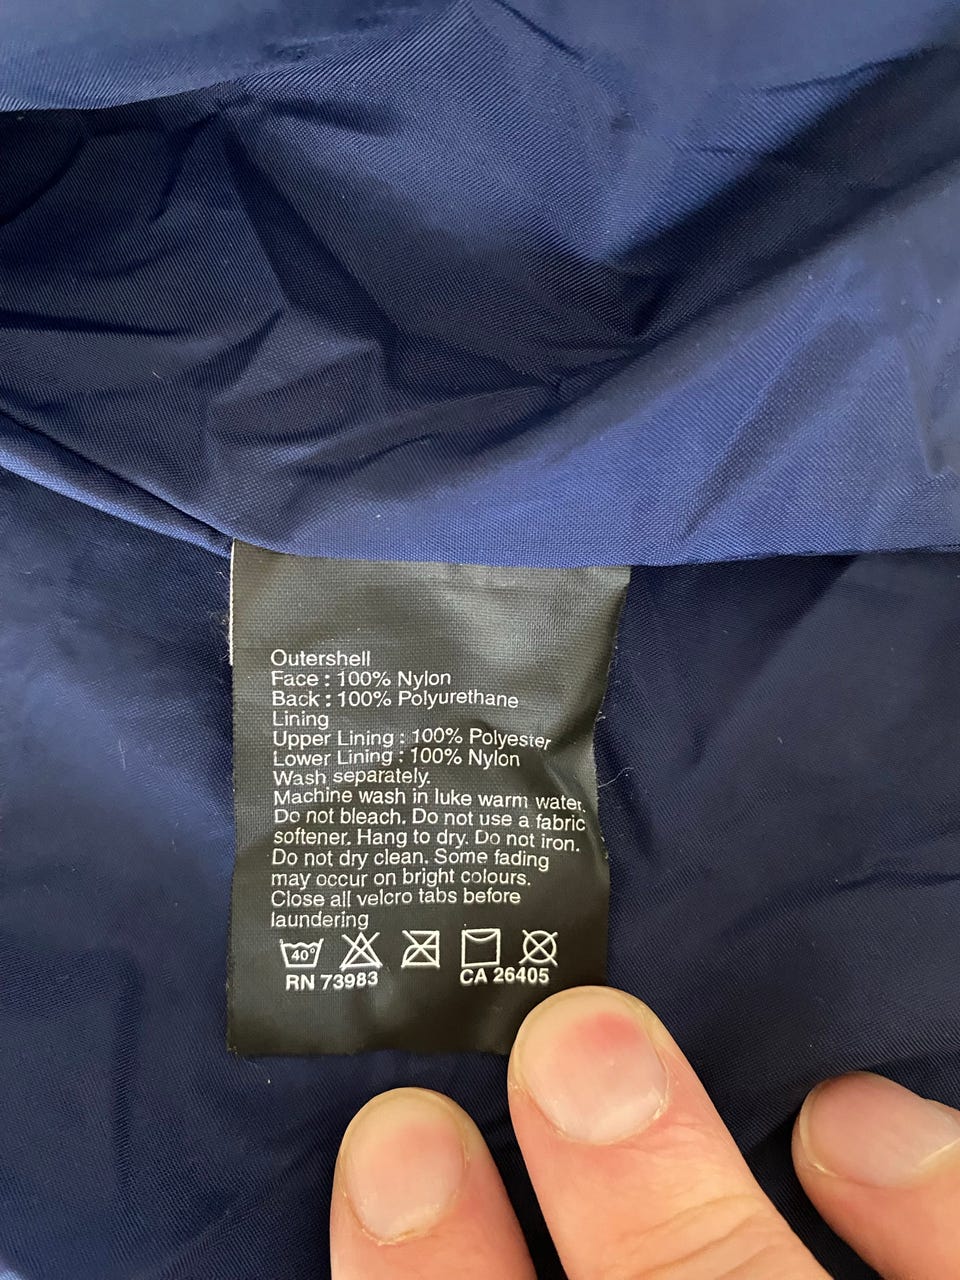 Outershell
Face : 100% Nylon
Back : 100% Polyurethane
Lining
Upper Lining : 100% Polyester
Lower Lining : 100% Nylon
Wash separately.
Machine wash in luke warm water.
Do not bleach. Do not use a fabric
softener. Hang to dry. Do not iron.
Do not dry clean. Some fading
may occur on bright colours.
Close all velcro tabs before
laundering
40°
RN 73983 CA 26405